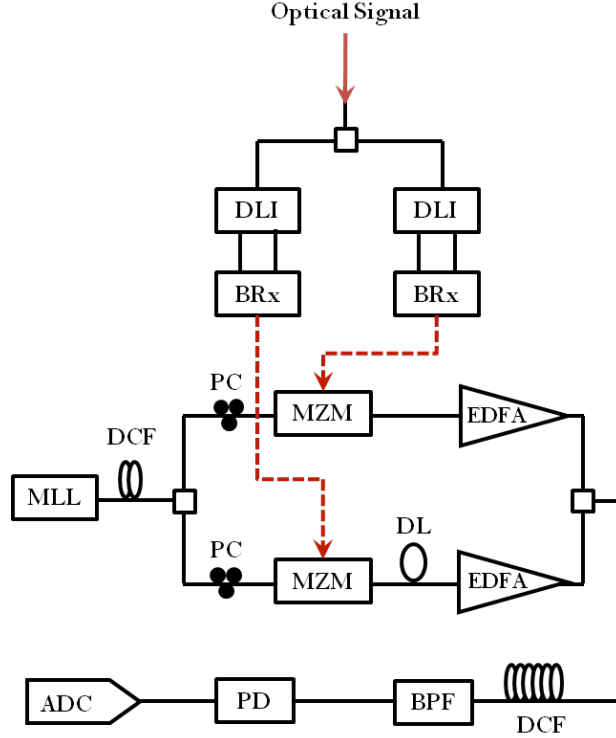 Optical Signal
DLI
DLI
BRx
BRx
PC
MZM
EDFA
DCF
MLL
DL
PC
MZM
EDFA
ADC
PD
BPF
DCF